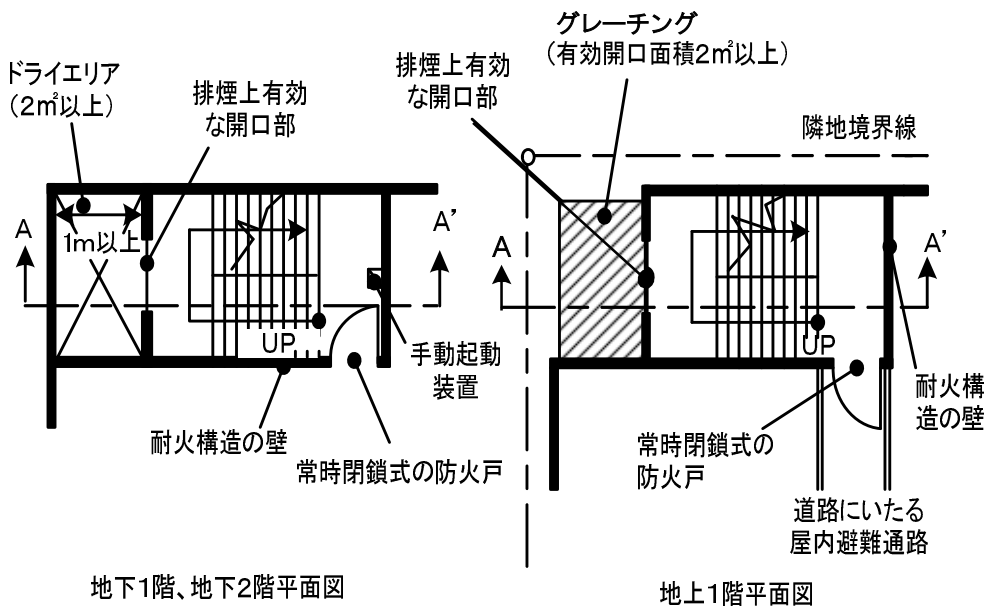 ドライエリア
(2㎡以上)
排煙上有効
な開口部
1m以上
A
A'
UP
手動起動
装置
耐火構造の壁
常時閉鎖式の防火戸
地下1階、地下2階平面図
グレーチング
(有効開口面積2㎡以上)
排煙上有効
な開口部
隣地境界線
A
A'
UP
耐火構
造の壁
常時閉鎖式の
防火戸
道路にいたる
屋内避難通路
地上1階平面図